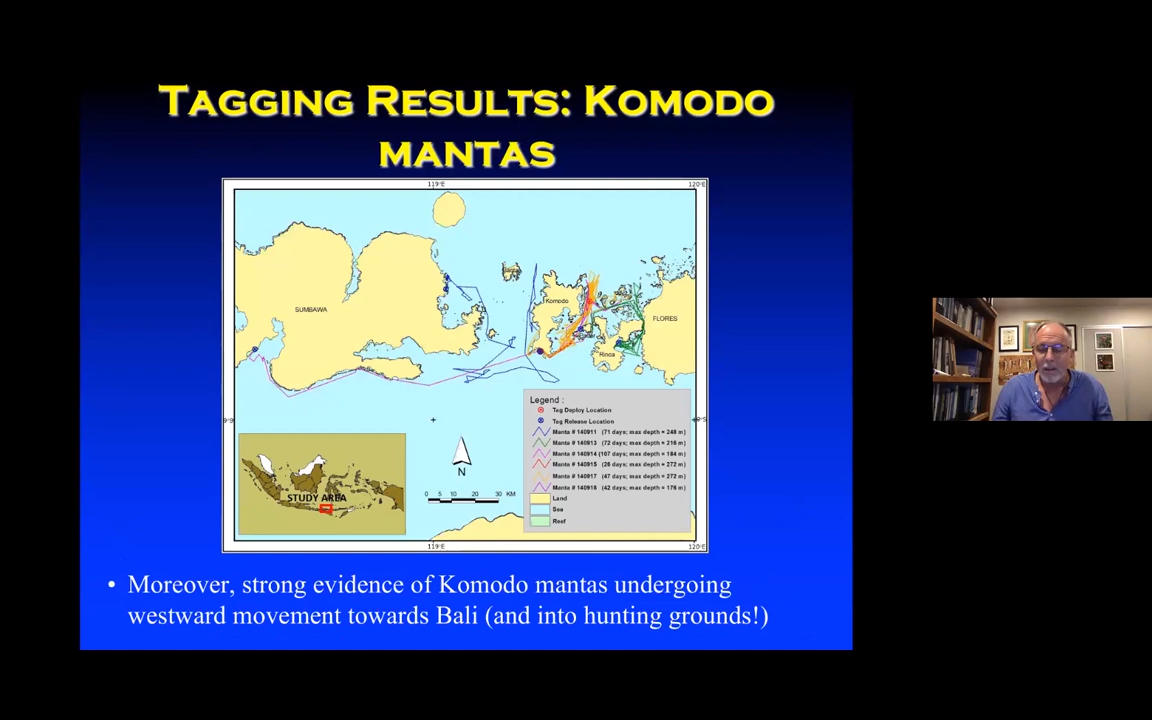 TAGGING RESULTS: KOMODO
MANTAS
119°E
120°E
SUMBAWA
Komodo
FLORES
Rinca
9°S
9°S
Legend :
Tag Deploy Location
Tag Release Location
Manta # 140911 (71 days; max depth = 248 m)
Manta # 140913 (72 days; max depth = 216 m)
Manta # 140914 (107 days; max depth = 184 m)
Manta # 140915 (26 days; max depth = 272 m)
Manta # 140917 (47 days; max depth = 272 m)
Manta # 140918 (42 days; max depth = 176 m)
Land
Sea
Reef
N
0 5 10 20 30 KM
STUDY AREA
119°E
120°E
• Moreover, strong evidence of Komodo mantas undergoing
westward movement towards Bali (and into hunting grounds!)